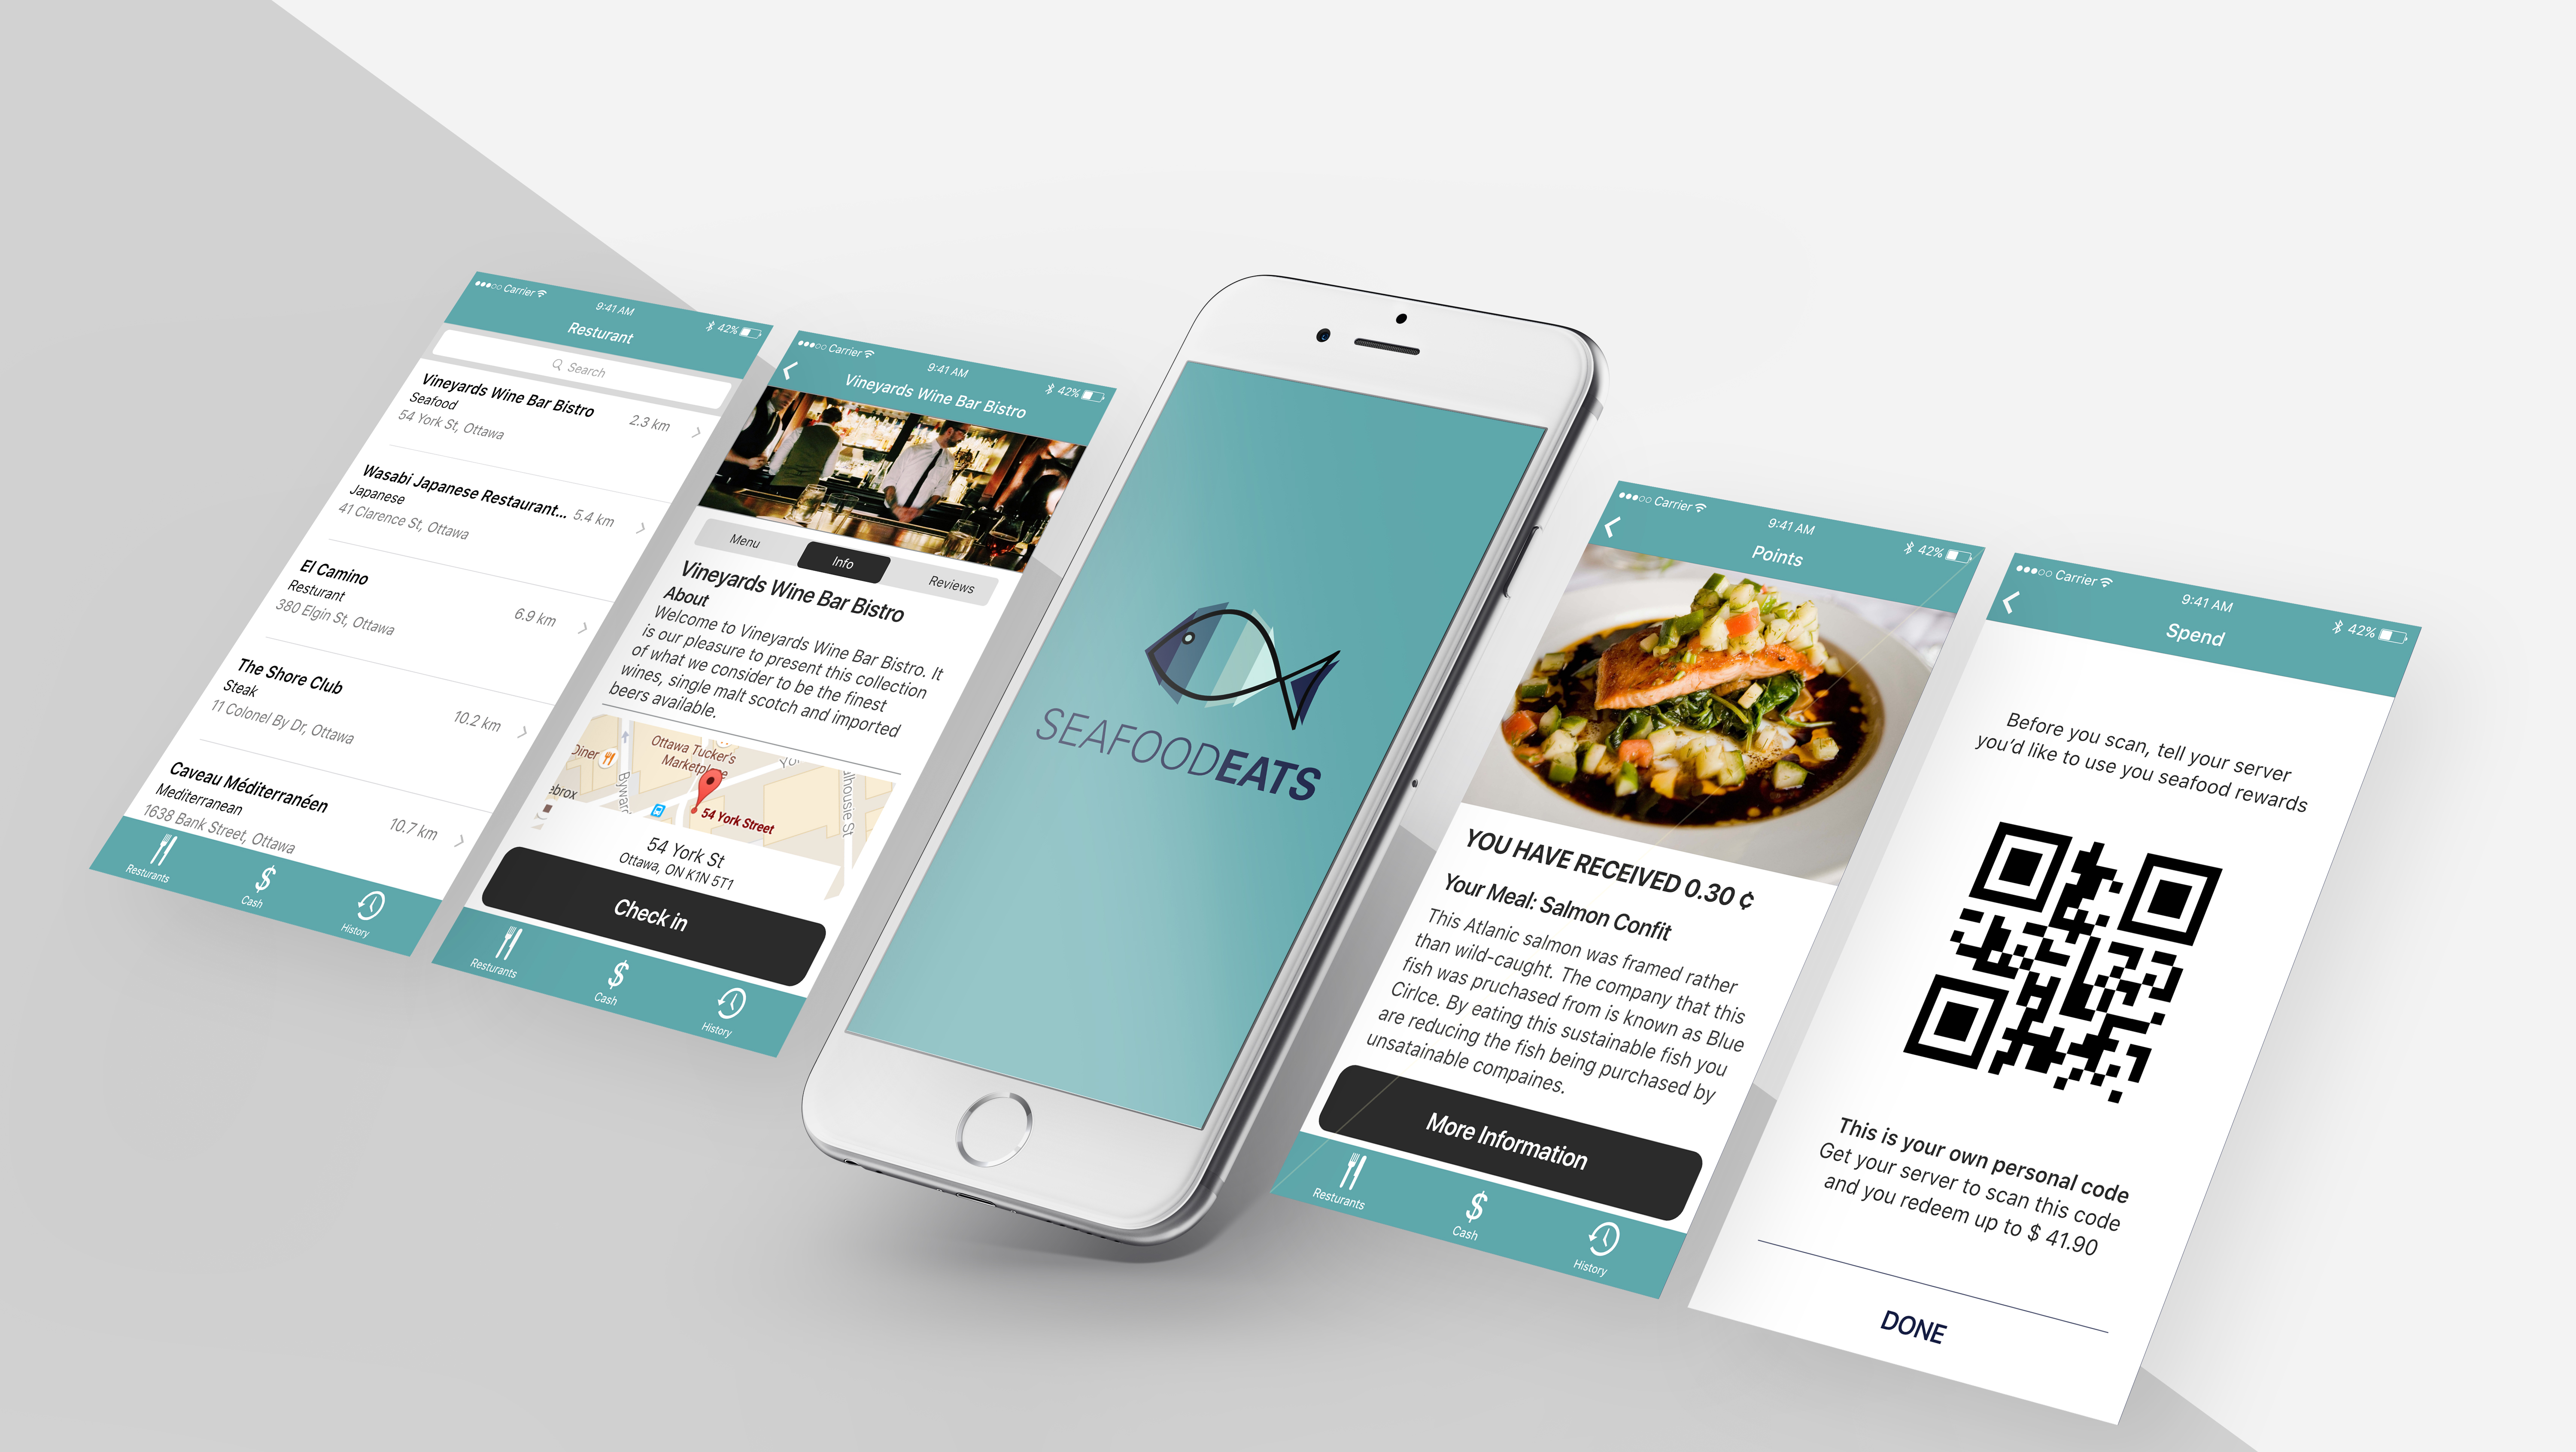 Carrier
9:41 AM
42%
Resturant
Search
Vineyards Wine Bar Bistro
Seafood
2.3 km
54 York St, Ottawa
Wasabi Japanese Restaurant...
5.4 km
Japanese
41 Clarence St, Ottawa
El Camino
Resturant
6.9 km
380 Elgin St, Ottawa
The Shore Club
Steak
10.2 km
11 Colonel By Dr, Ottawa
Caveau Méditerranéen
Mediterranean
10.7 km
1638 Bank Street, Ottawa
Resturants
Cash
History
Carrier
9:41 AM
42%
Vineyards Wine Bar Bistro
Menu
Info
Reviews
Vineyards Wine Bar Bistro
About
Welcome to Vineyards Wine Bar Bistro. It
is our pleasure to present this collection
of what we consider to be the finest
wines, single malt scotch and imported
beers available.
Diner
Ottawa Tucker's
Marketplace
Byward
Yo
lhousie St
ebrox
54 York Street
54 York St
Ottawa, ON K1N 5T1
Check in
Resturants
Cash
History
SEAFOODEATS
Carrier
9:41 AM
42%
Points
YOU HAVE RECEIVED 0.30 ¢
Your Meal: Salmon Confit
This Atlanic salmon was framed rather
than wild-caught. The company that this
fish was pruchased from is known as Blue
Cirlce. By eating this sustainable fish you
are reducing the fish being purchased by
unsatainable compaines.
More Information
Resturants
Cash
History
Carrier
9:41 AM
42%
Spend
Before you scan, tell your server
you'd like to use you seafood rewards
This is your own personal code
Get your server to scan this code
and you redeem up to $ 41.90
DONE